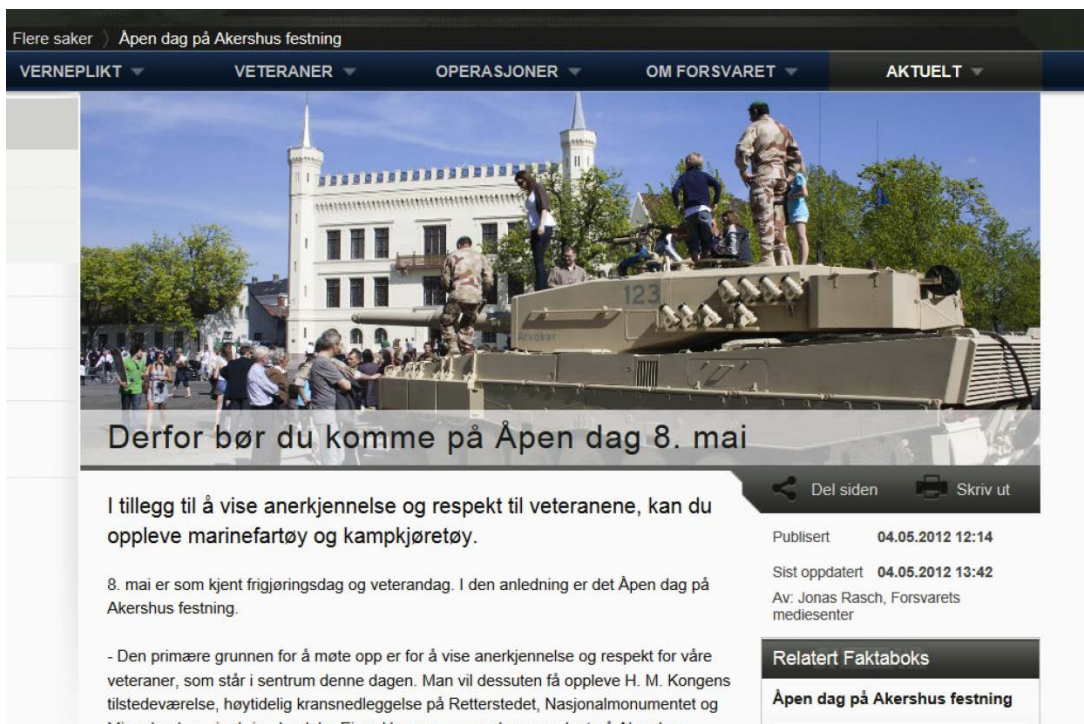 Flere saker 〉 Åpen dag på Akershus festning
VERNEPLIKT VETERANER OPERASJONER OM FORSVARET AKTUELT
123
Derfor bør du komme på Åpen dag 8. mai
Del siden Skriv ut
I tillegg til å vise anerkjennelse og respekt til veteranene, kan du
oppleve marinefartøy og kampkjøretøy.
8. mai er som kjent frigjøringsdag og veterandag. I den anledning er det Åpen dag på
Akershus festning.
- Den primære grunnen for å møte opp er for å vise anerkjennelse og respekt for våre
veteraner, som står i sentrum denne dagen. Man vil dessuten få oppleve H. M. Kongens
tilstedeværelse, høytidelig kransnedleggelse på Retterstedet, Nasjonalmonumentet og
Publisert 04.05.2012 12:14
Sist oppdatert 04.05.2012 13:42
Av: Jonas Rasch, Forsvarets
mediesenter
Relatert Faktaboks
Åpen dag på Akershus festning